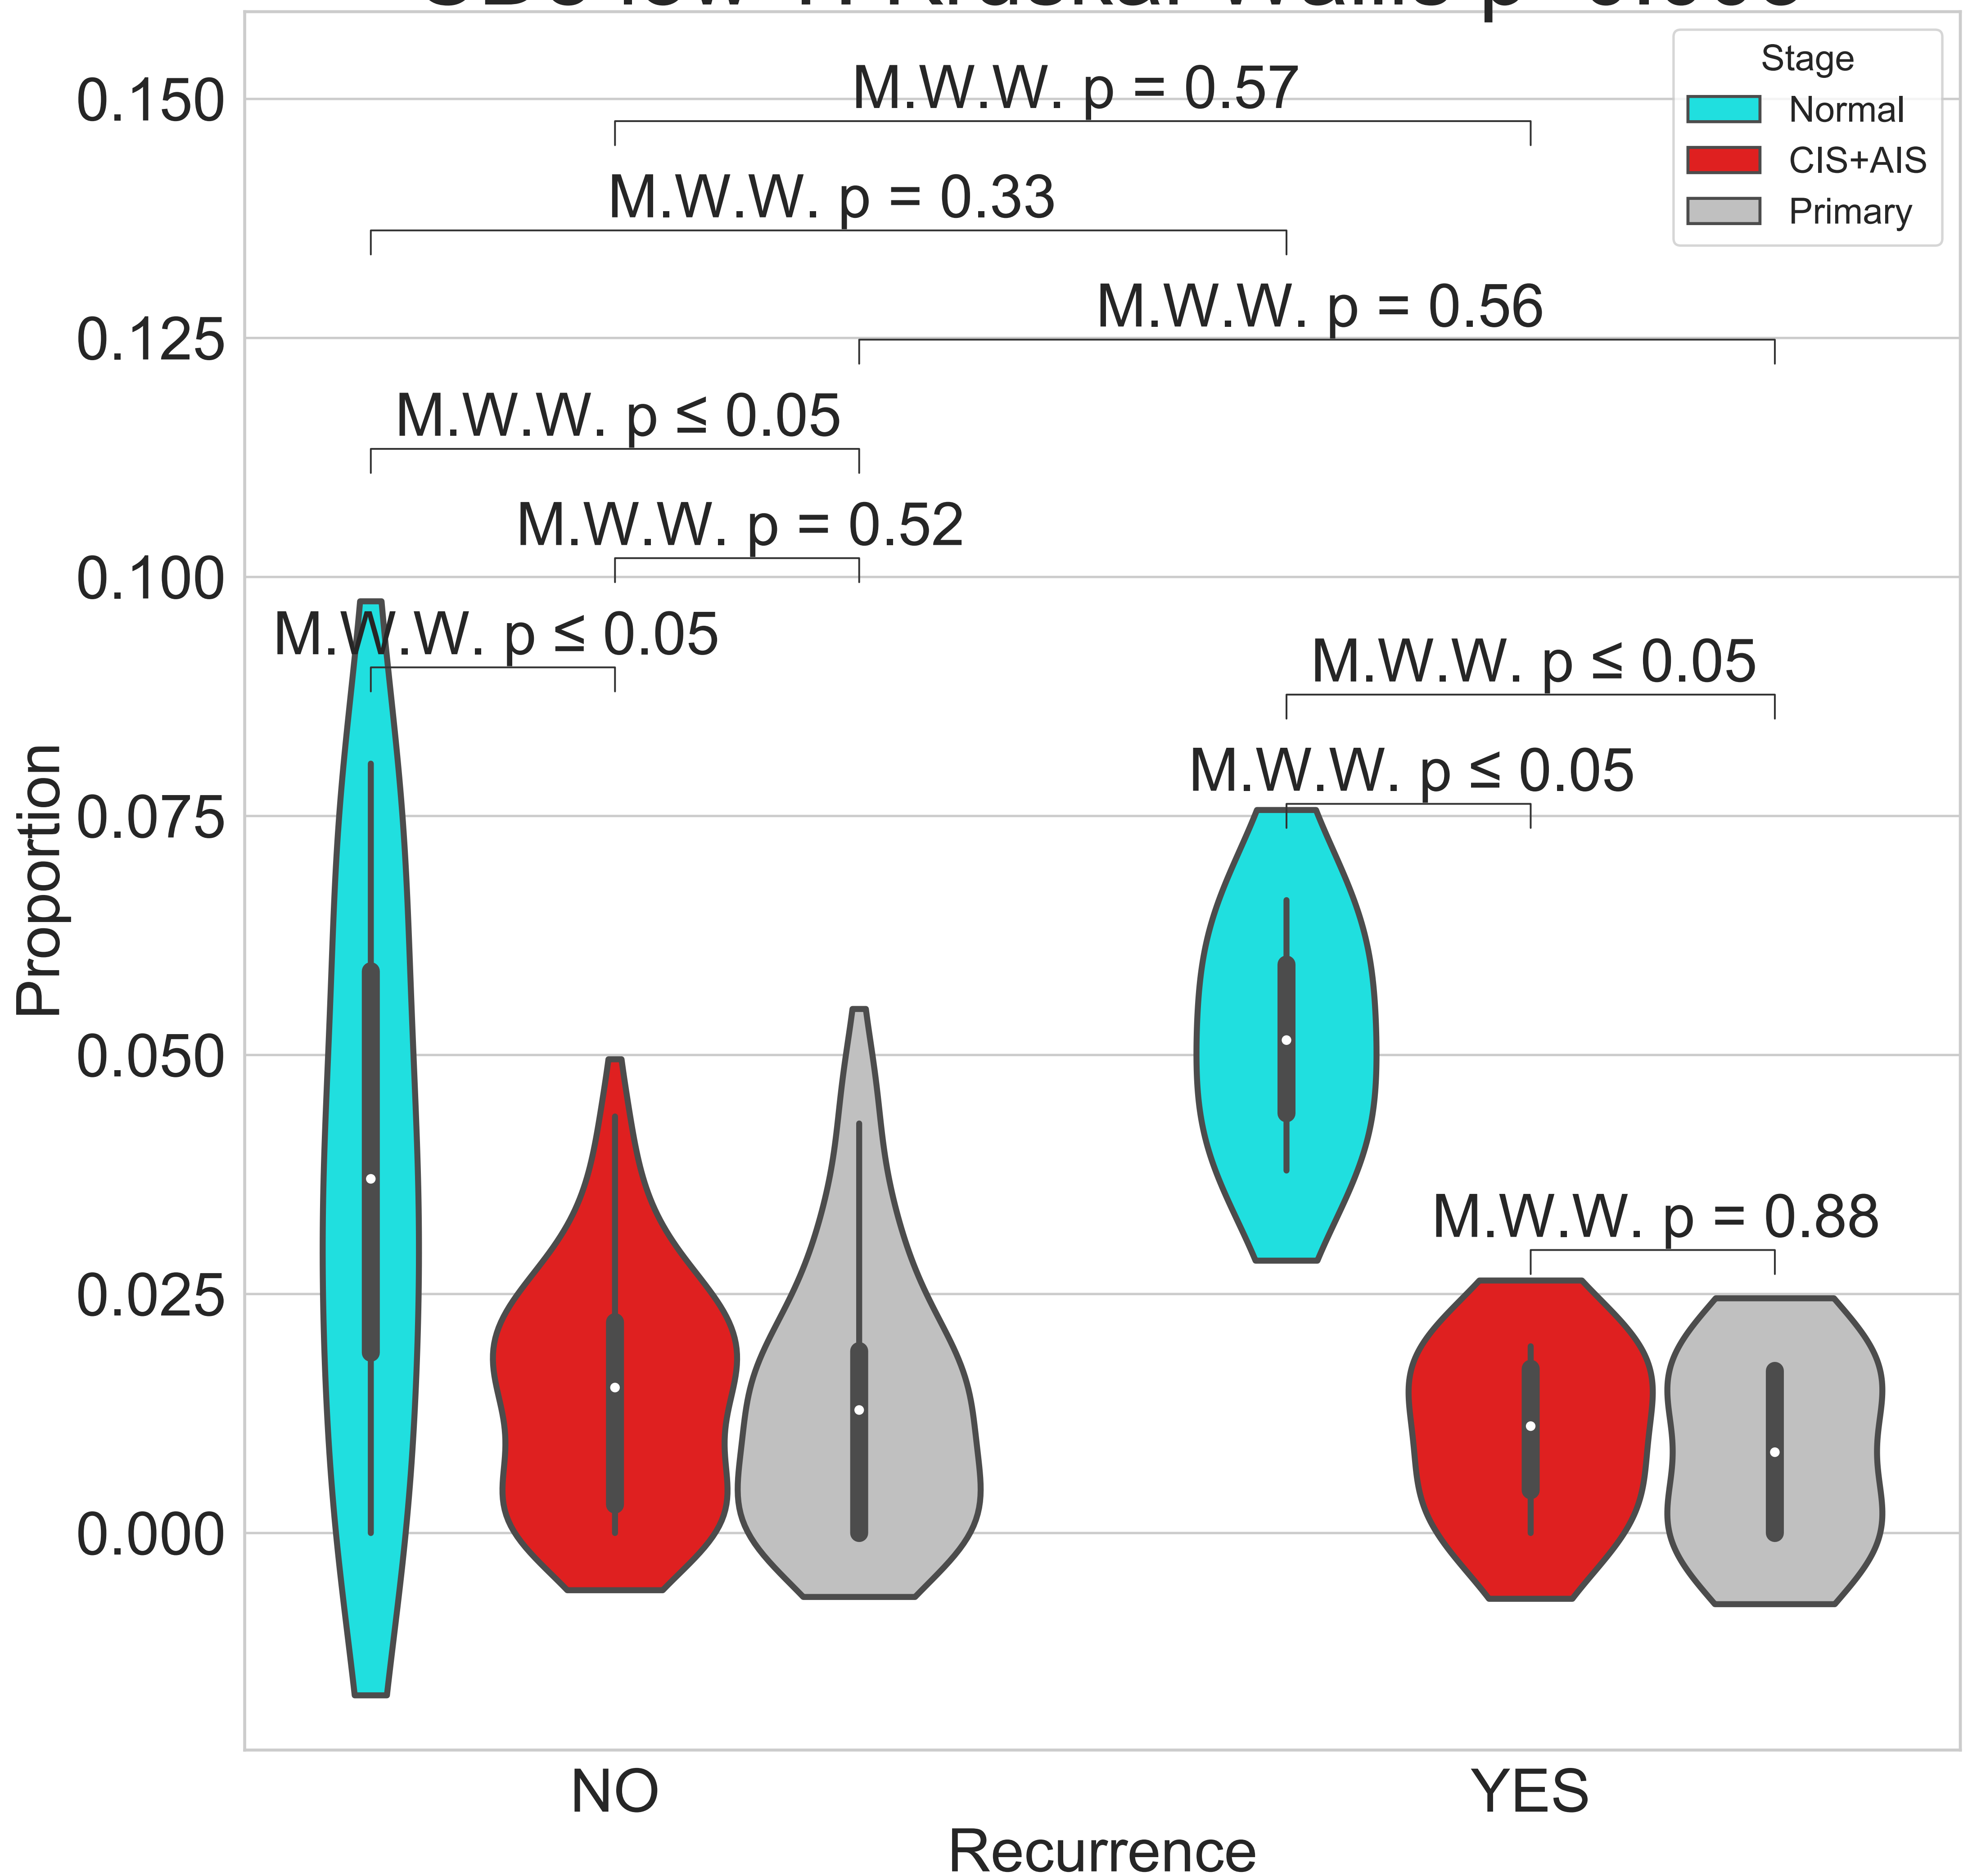 Stage
Normal
CIS+AIS
Primary
M.W.W. p = 0.57
M.W.W. p = 0.33
M.W.W. p = 0.56
M.W.W. p ≤ 0.05
M.W.W. p = 0.52
M.W.W. p ≤ 0.05
M.W.W. p ≤ 0.05
M.W.W. p ≤ 0.05
M.W.W. p = 0.88
0.150
0.125
0.100
0.075
0.050
0.025
0.000
Proportion
NO
YES
Recurrence